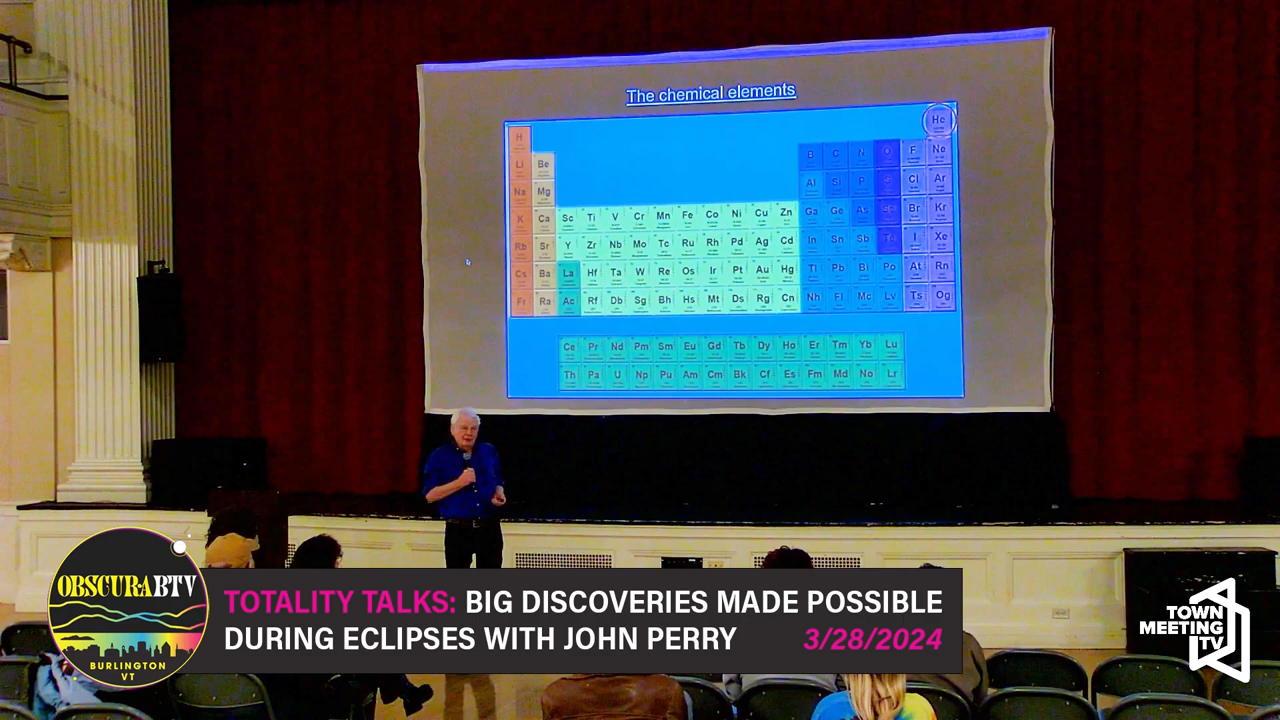 The chemical elements
H He
Li Be B C N O F Ne
Na Mg Al Si P S Cl Ar
K Ca Sc Ti V Cr Mn Fe Co Ni Cu Zn Ga Ge As Se Br Kr
Rb Sr Y Zr Nb Mo Tc Ru Rh Pd Ag Cd In Sn Sb Te I Xe
Cs Ba La Hf Ta W Re Os Ir Pt Au Hg Tl Pb Bi Po At Rn
Fr Ra Ac Rf Db Sg Bh Hs Mt Ds Rg Cn Nh Fl Mc Lv Ts Og
Ce Pr Nd Pm Sm Eu Gd Tb Dy Ho Er Tm Yb Lu
Th Pa U Np Pu Am Cm Bk Cf Es Fm Md No Lr
OBSCURABTV
BURLINGTON
VT
TOTALITY TALKS: BIG DISCOVERIES MADE POSSIBLE
DURING ECLIPSES WITH JOHN PERRY 3/28/2024
TOWN
MEETING
TV